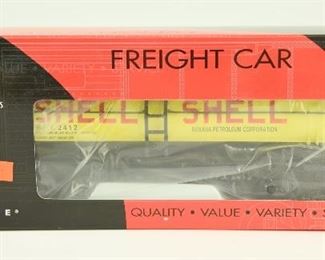 FREIGHT CAR
SHELL SHELL
2412
ROXANA PETROLEUM CORPORATION
QUALITY • VALUE • VARIETY • S